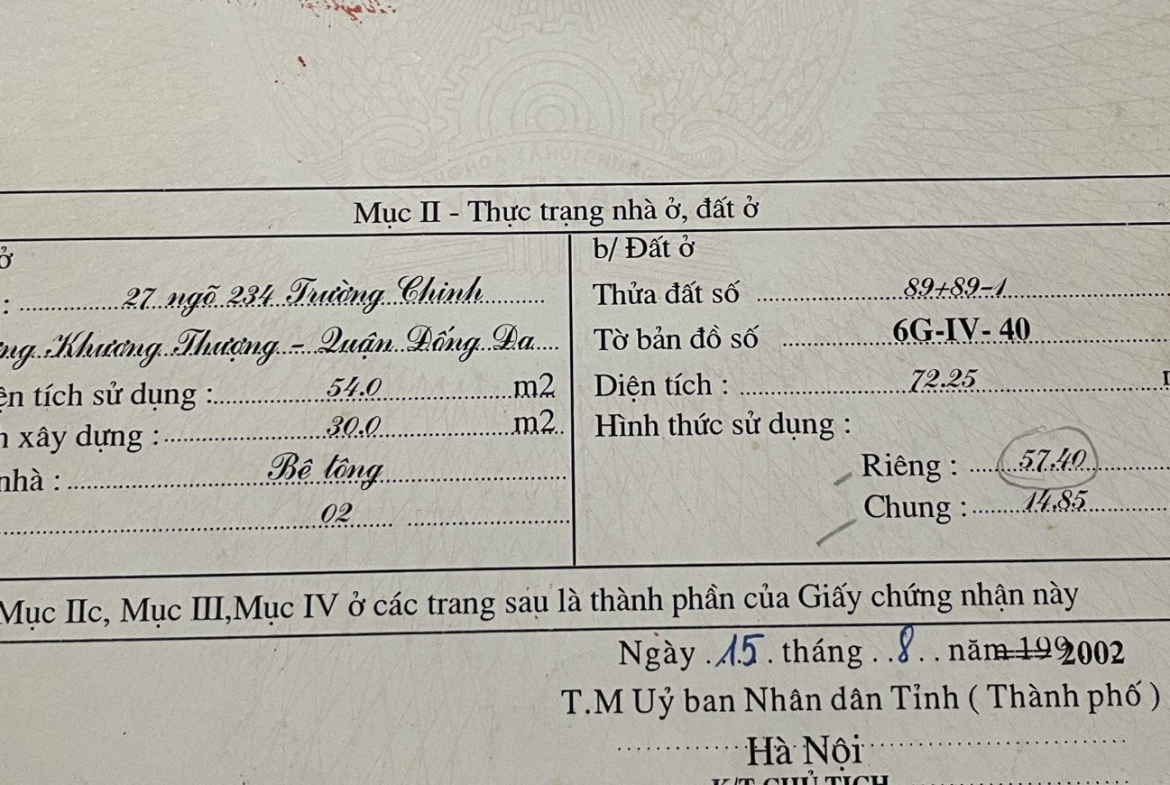 Mục II - Thực trạng nhà ở, đất ở
ở
: 27 ngõ 234 Trường Chinh
Khương Thượng - Quận Đống Đa
tích sử dụng : 54.0 m2
xây dựng : 30.0 m2
nhà : Bê tông
02
b/ Đất ở
Thửa đất số 89+89-1
Tờ bản đồ số 6G-IV- 40
Diện tích : 72.25
Hình thức sử dụng :
Riêng : 57.40
Chung : 14.85
Mục IIc, Mục III,Mục IV ở các trang sau là thành phần của Giấy chứng nhận này
Ngày 15 tháng 8 năm 199 2002
T.M Uỷ ban Nhân dân Tỉnh ( Thành phố )
Hà Nội
K/T CHỦ TỊCH